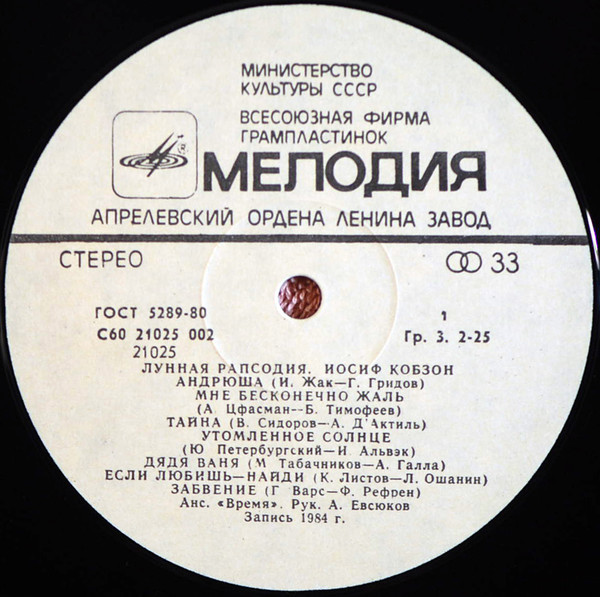 МИНИСТЕРСТВО
КУЛЬТУРЫ СССР
ВСЕСОЮЗНАЯ ФИРМА
ГРАМПЛАСТИНОК
МЕЛОДИЯ
АПРЕЛЕВСКИЙ ОРДЕНА ЛЕНИНА ЗАВОД
СТЕРЕО 33
ГОСТ 5289-80 1
С60 21025 002 Гр. 3. 2-25
21025
ЛУННАЯ РАПСОДИЯ. ИОСИФ КОБЗОН
АНДРЮША (И. Жак—Г. Гридов)
МНЕ БЕСКОНЕЧНО ЖАЛЬ
(А. Цфасман—Б. Тимофеев)
ТАЙНА (В. Сидоров—А. Д'Актиль)
УТОМЛЕННОЕ СОЛНЦЕ
(Ю Петербургский—И. Альвэк)
ДЯДЯ ВАНЯ (М Табачников—А. Галла)
ЕСЛИ ЛЮБИШЬ—НАЙДИ (К. Листов—Л. Ошанин)
ЗАБВЕНИЕ (Г Варс—Ф. Рефрен)
Анс. «Время». Рук. А. Евсюков
Запись 1984 г.